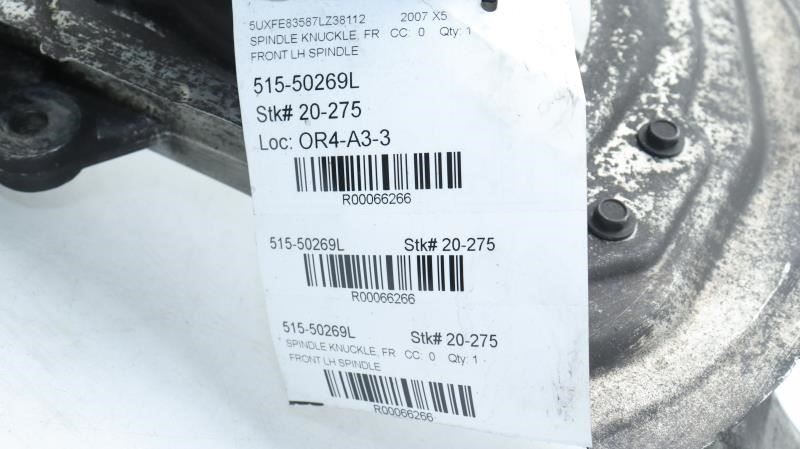 5UXFE83587LZ38112 2007 X5
SPINDLE KNUCKLE, FR CC: 0 Qty: 1
FRONT LH SPINDLE
515-50269L
Stk# 20-275
Loc: OR4-A3-3
R00066266
515-50269L Stk# 20-275
R00066266
515-50269L Stk# 20-275
SPINDLE KNUCKLE, FR CC: 0 Qty: 1
FRONT LH SPINDLE
R00066266